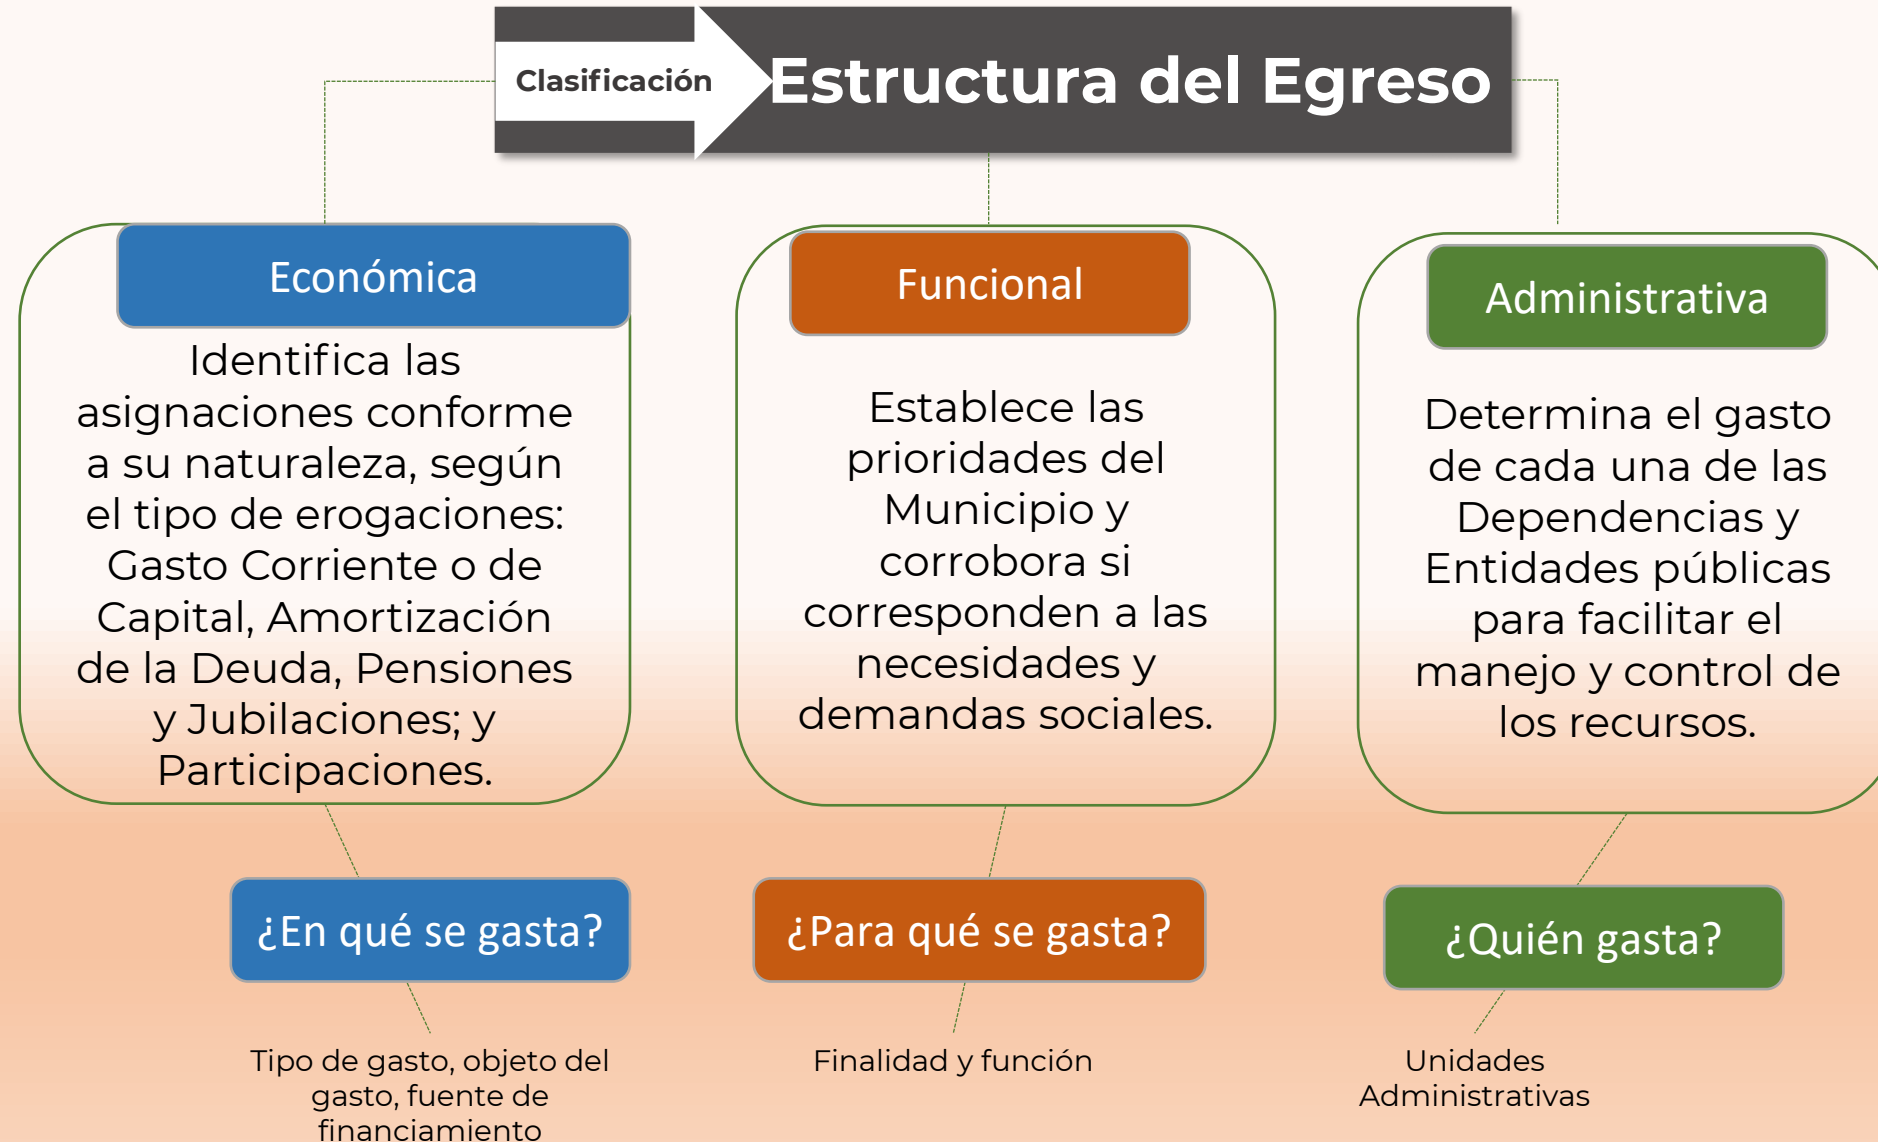 Clasificación
Estructura del Egreso
Económica
Identifica las
asignaciones conforme
a su naturaleza, según
el tipo de erogaciones:
Gasto Corriente o de
Capital, Amortización
de la Deuda, Pensiones
y Jubilaciones; y
Participaciones.
¿En qué se gasta?
Tipo de gasto, objeto del
gasto, fuente de
financiamiento
Funcional
Establece las
prioridades del
Municipio y
corrobora si
corresponden a las
necesidades y
demandas sociales.
¿Para qué se gasta?
Finalidad y función
Administrativa
Determina el gasto
de cada una de las
Dependencias y
Entidades públicas
para facilitar el
manejo y control de
los recursos.
¿Quién gasta?
Unidades
Administrativas